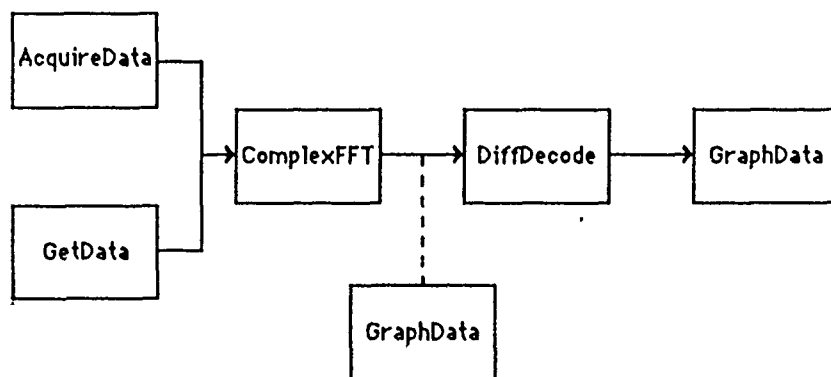 AcquireData
ComplexFFT
DiffDecode
GraphData
GetData
GraphData